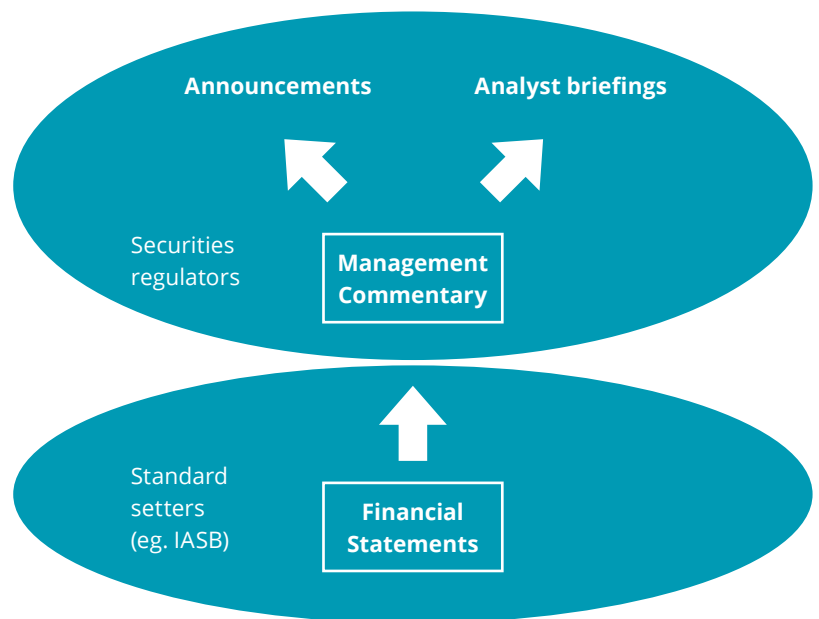 Announcements
Analyst briefings
Securities
regulators
Management
Commentary
Standard
setters
(eg. IASB)
Financial
Statements